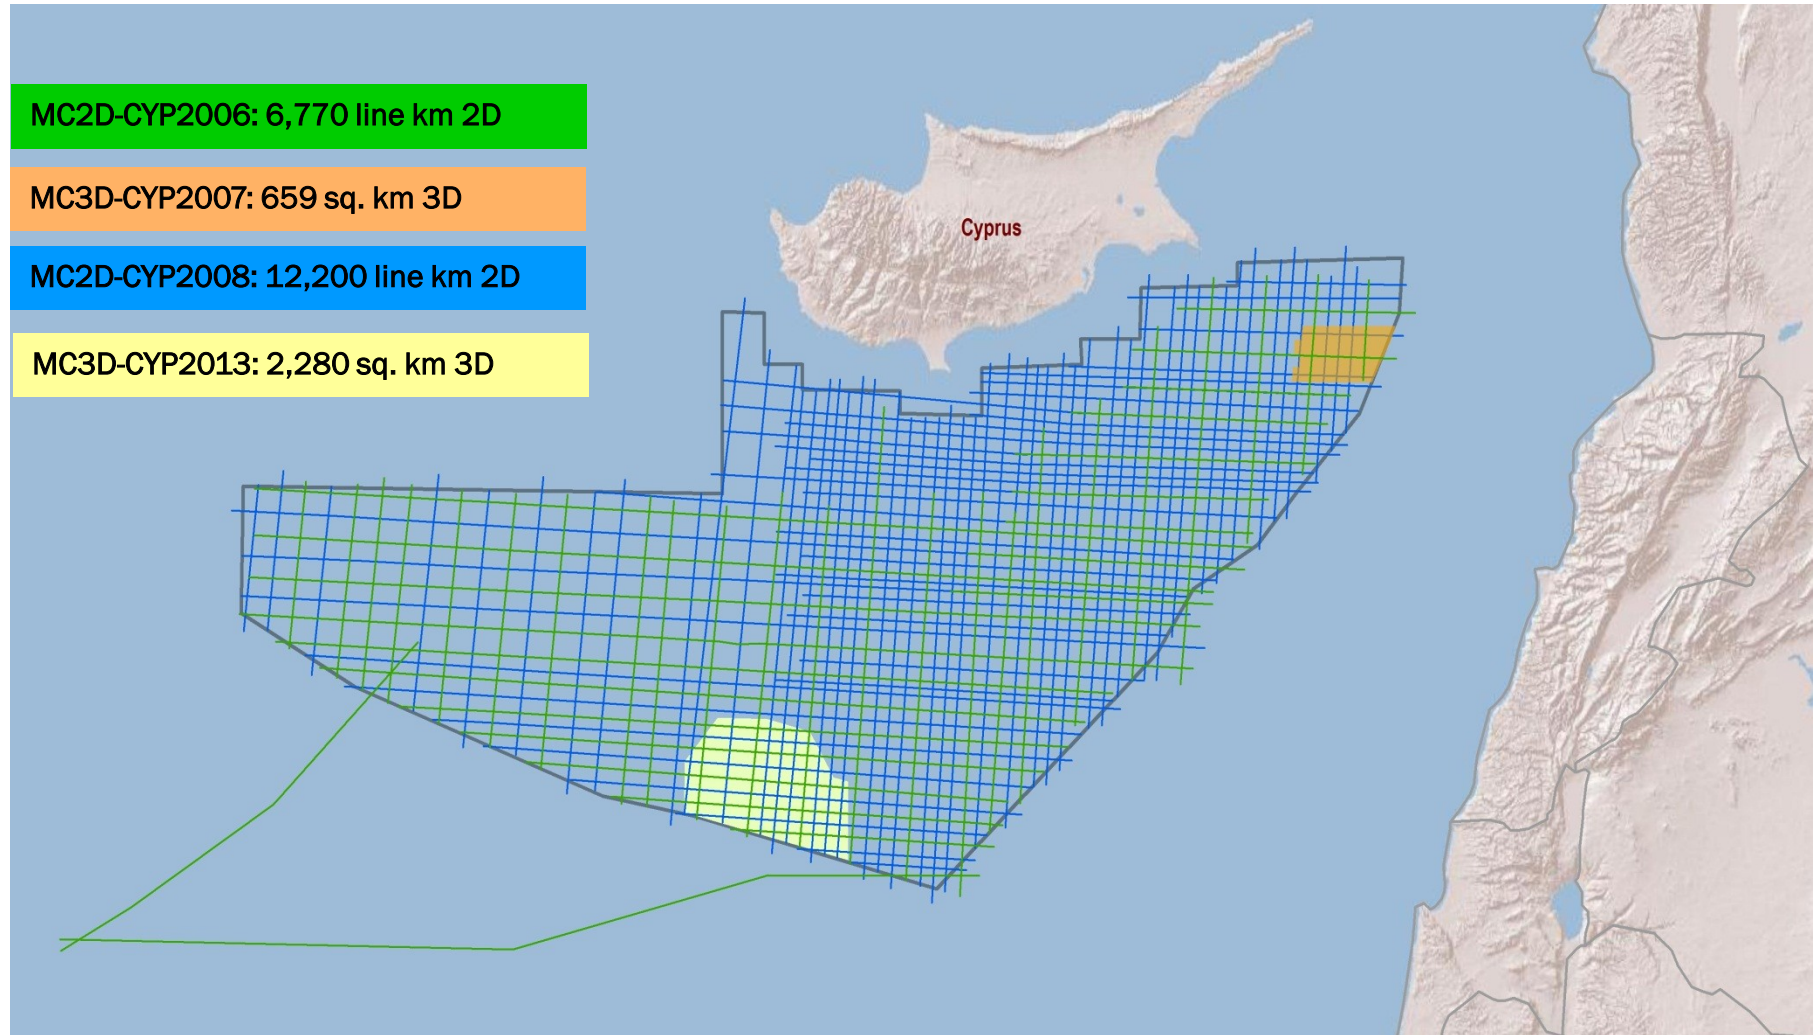 MC2D-CYP2006: 6,770 line km 2D
MC3D-CYP2007: 659 sq. km 3D
MC2D-CYP2008: 12,200 line km 2D
MC3D-CYP2013: 2,280 sq. km 3D
Cyprus